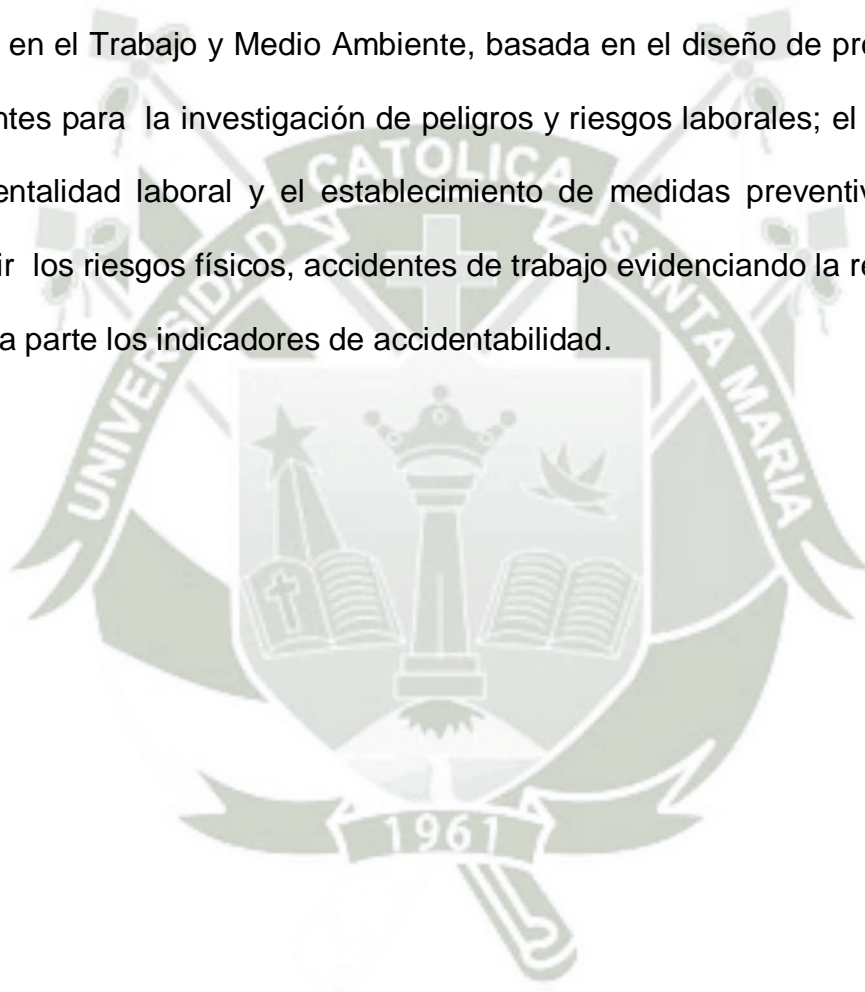 en el Trabajo y Medio Ambiente, basada en el diseño de pr
ntes para la investigación de peligros y riesgos laborales; el
entalidad laboral y el establecimiento de medidas preventiv
ir los riesgos físicos, accidentes de trabajo evidenciando la r
a parte los indicadores de accidentabilidad.
UNIVERSIDAD CATOLICA SANTA MARIA
1961